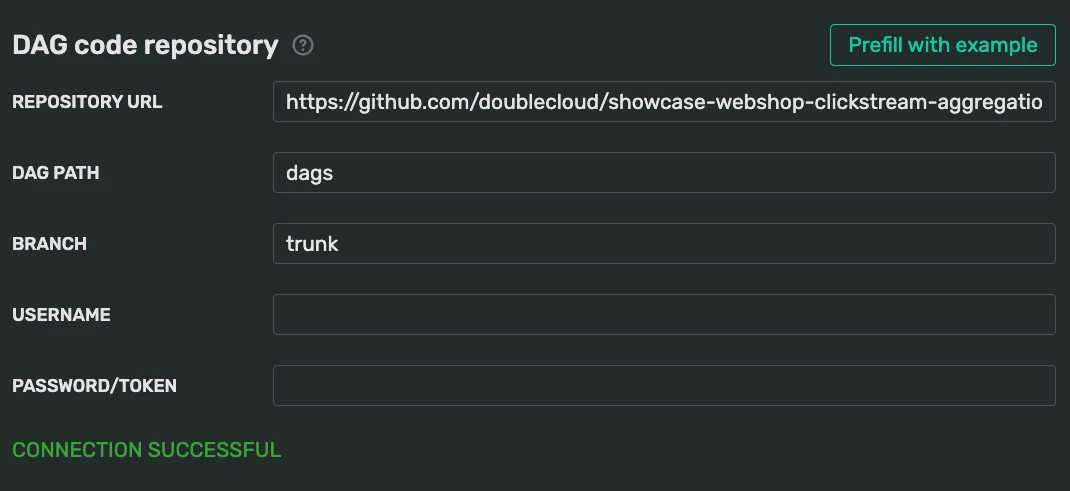 DAG code repository ?
Prefill with example
REPOSITORY URL https://github.com/doublecloud/showcase-webshop-clickstream-aggregatio
DAG PATH dags
BRANCH trunk
USERNAME
PASSWORD/TOKEN
CONNECTION SUCCESSFUL